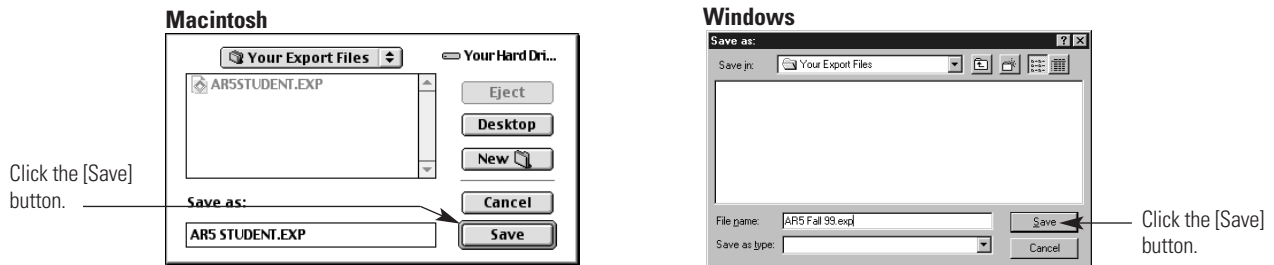 Macintosh
Your Export Files
Your Hard Dri...
AR5STUDENT.EXP
Eject
Desktop
New
Click the [Save]
button.
Save as:
Cancel
AR5 STUDENT.EXP
Save
Windows
Save as:
Save in:
Your Export Files
File name:
AR5 Fall 99.exp
Save
Save as type:
Cancel
Click the [Save]
button.